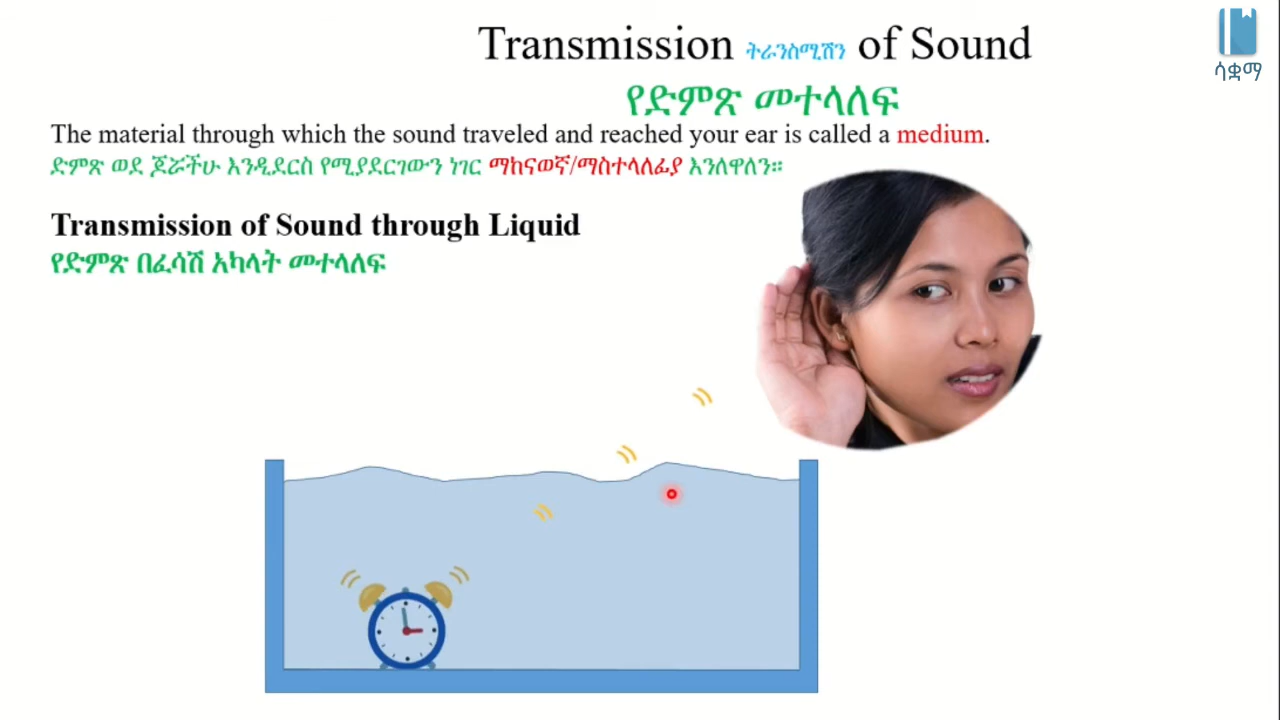 Transmission ትራንስሚሽን of Sound
የድምጽ መተላለፍ
The material through which the sound traveled and reached your ear is called a medium.
ድምጽ ወደ ጆሯችሁ እንዲደርስ የሚያደርገውን ነገር ማከናወኛ/ማስተላለፊያ እንለዋለን።
Transmission of Sound through Liquid
የድምጽ በፈሳሽ አካላት መተላለፍ
ሳቋማ